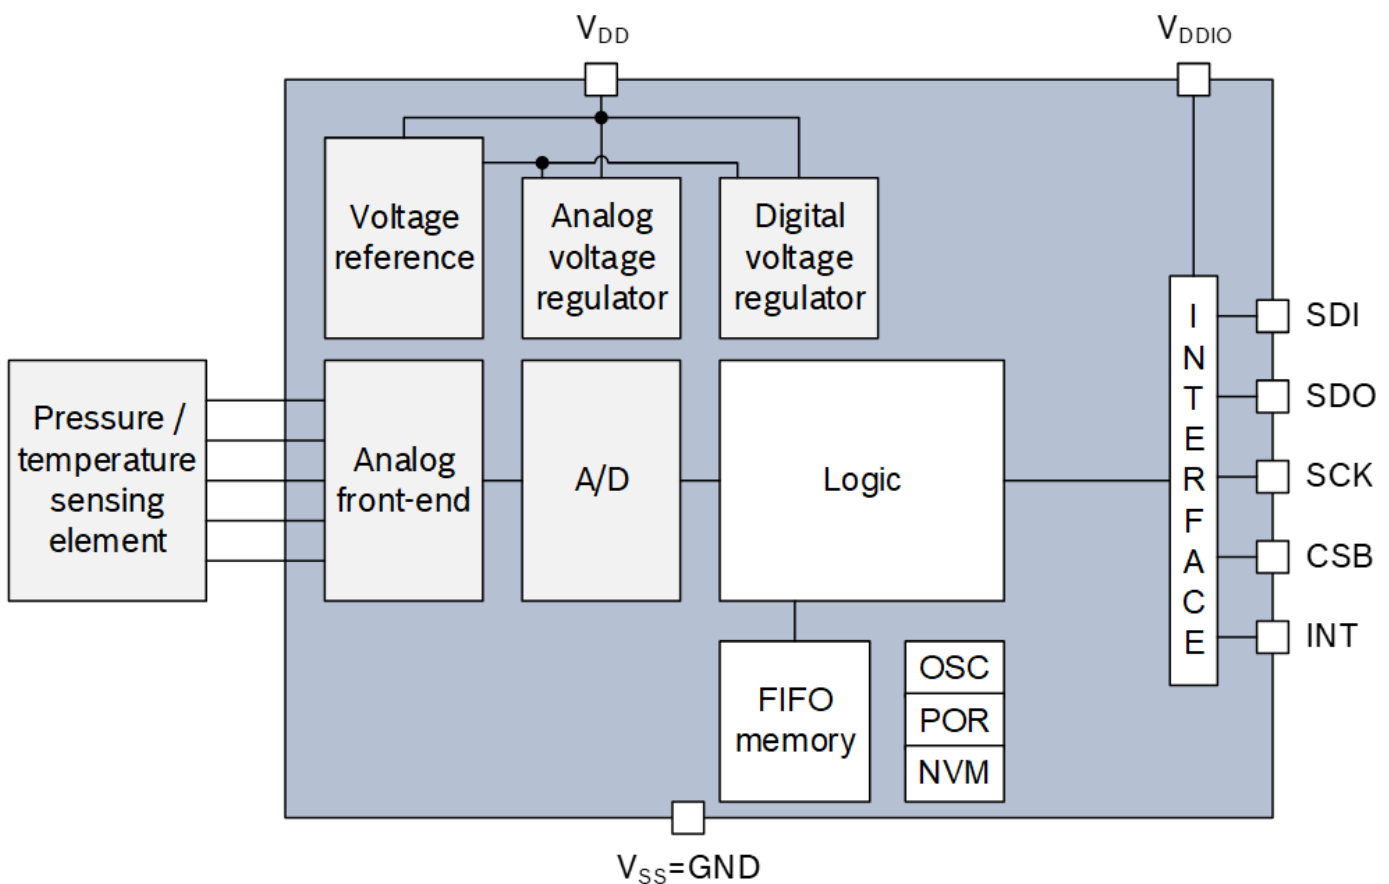 VDD
VDDIO
Voltage
reference
Analog
voltage
regulator
Digital
voltage
regulator
Pressure /
temperature
sensing
element
Analog
front-end
A/D
Logic
FIFO
memory
OSC
POR
NVM
INTERFACE
SDI
SDO
SCK
CSB
INT
VSS=GND